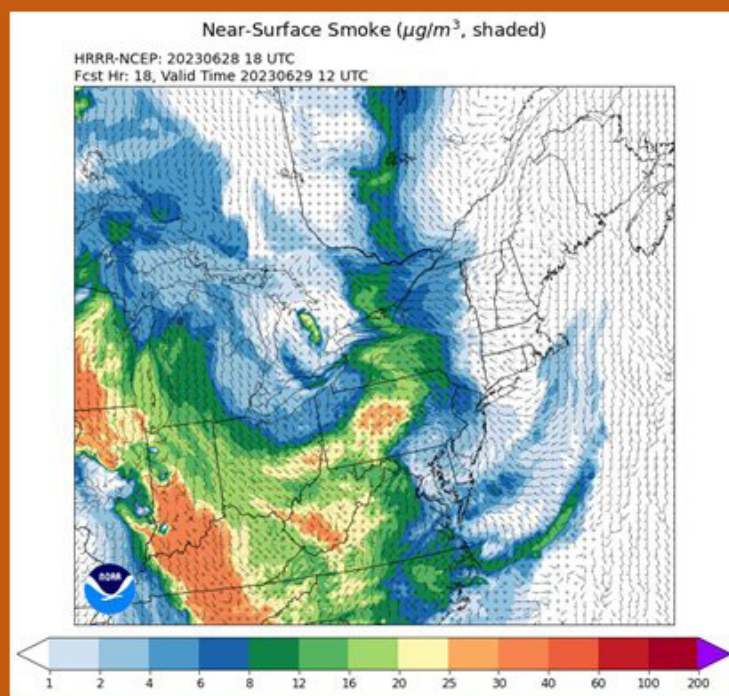 Near-Surface Smoke (μg/m³, shaded)
HRRR-NCEP: 20230628 18 UTC
Fcst Hr: 18, Valid Time 20230629 12 UTC
NOAA
1 2 4 6 8 12 16 20 25 30 40 60 100 200